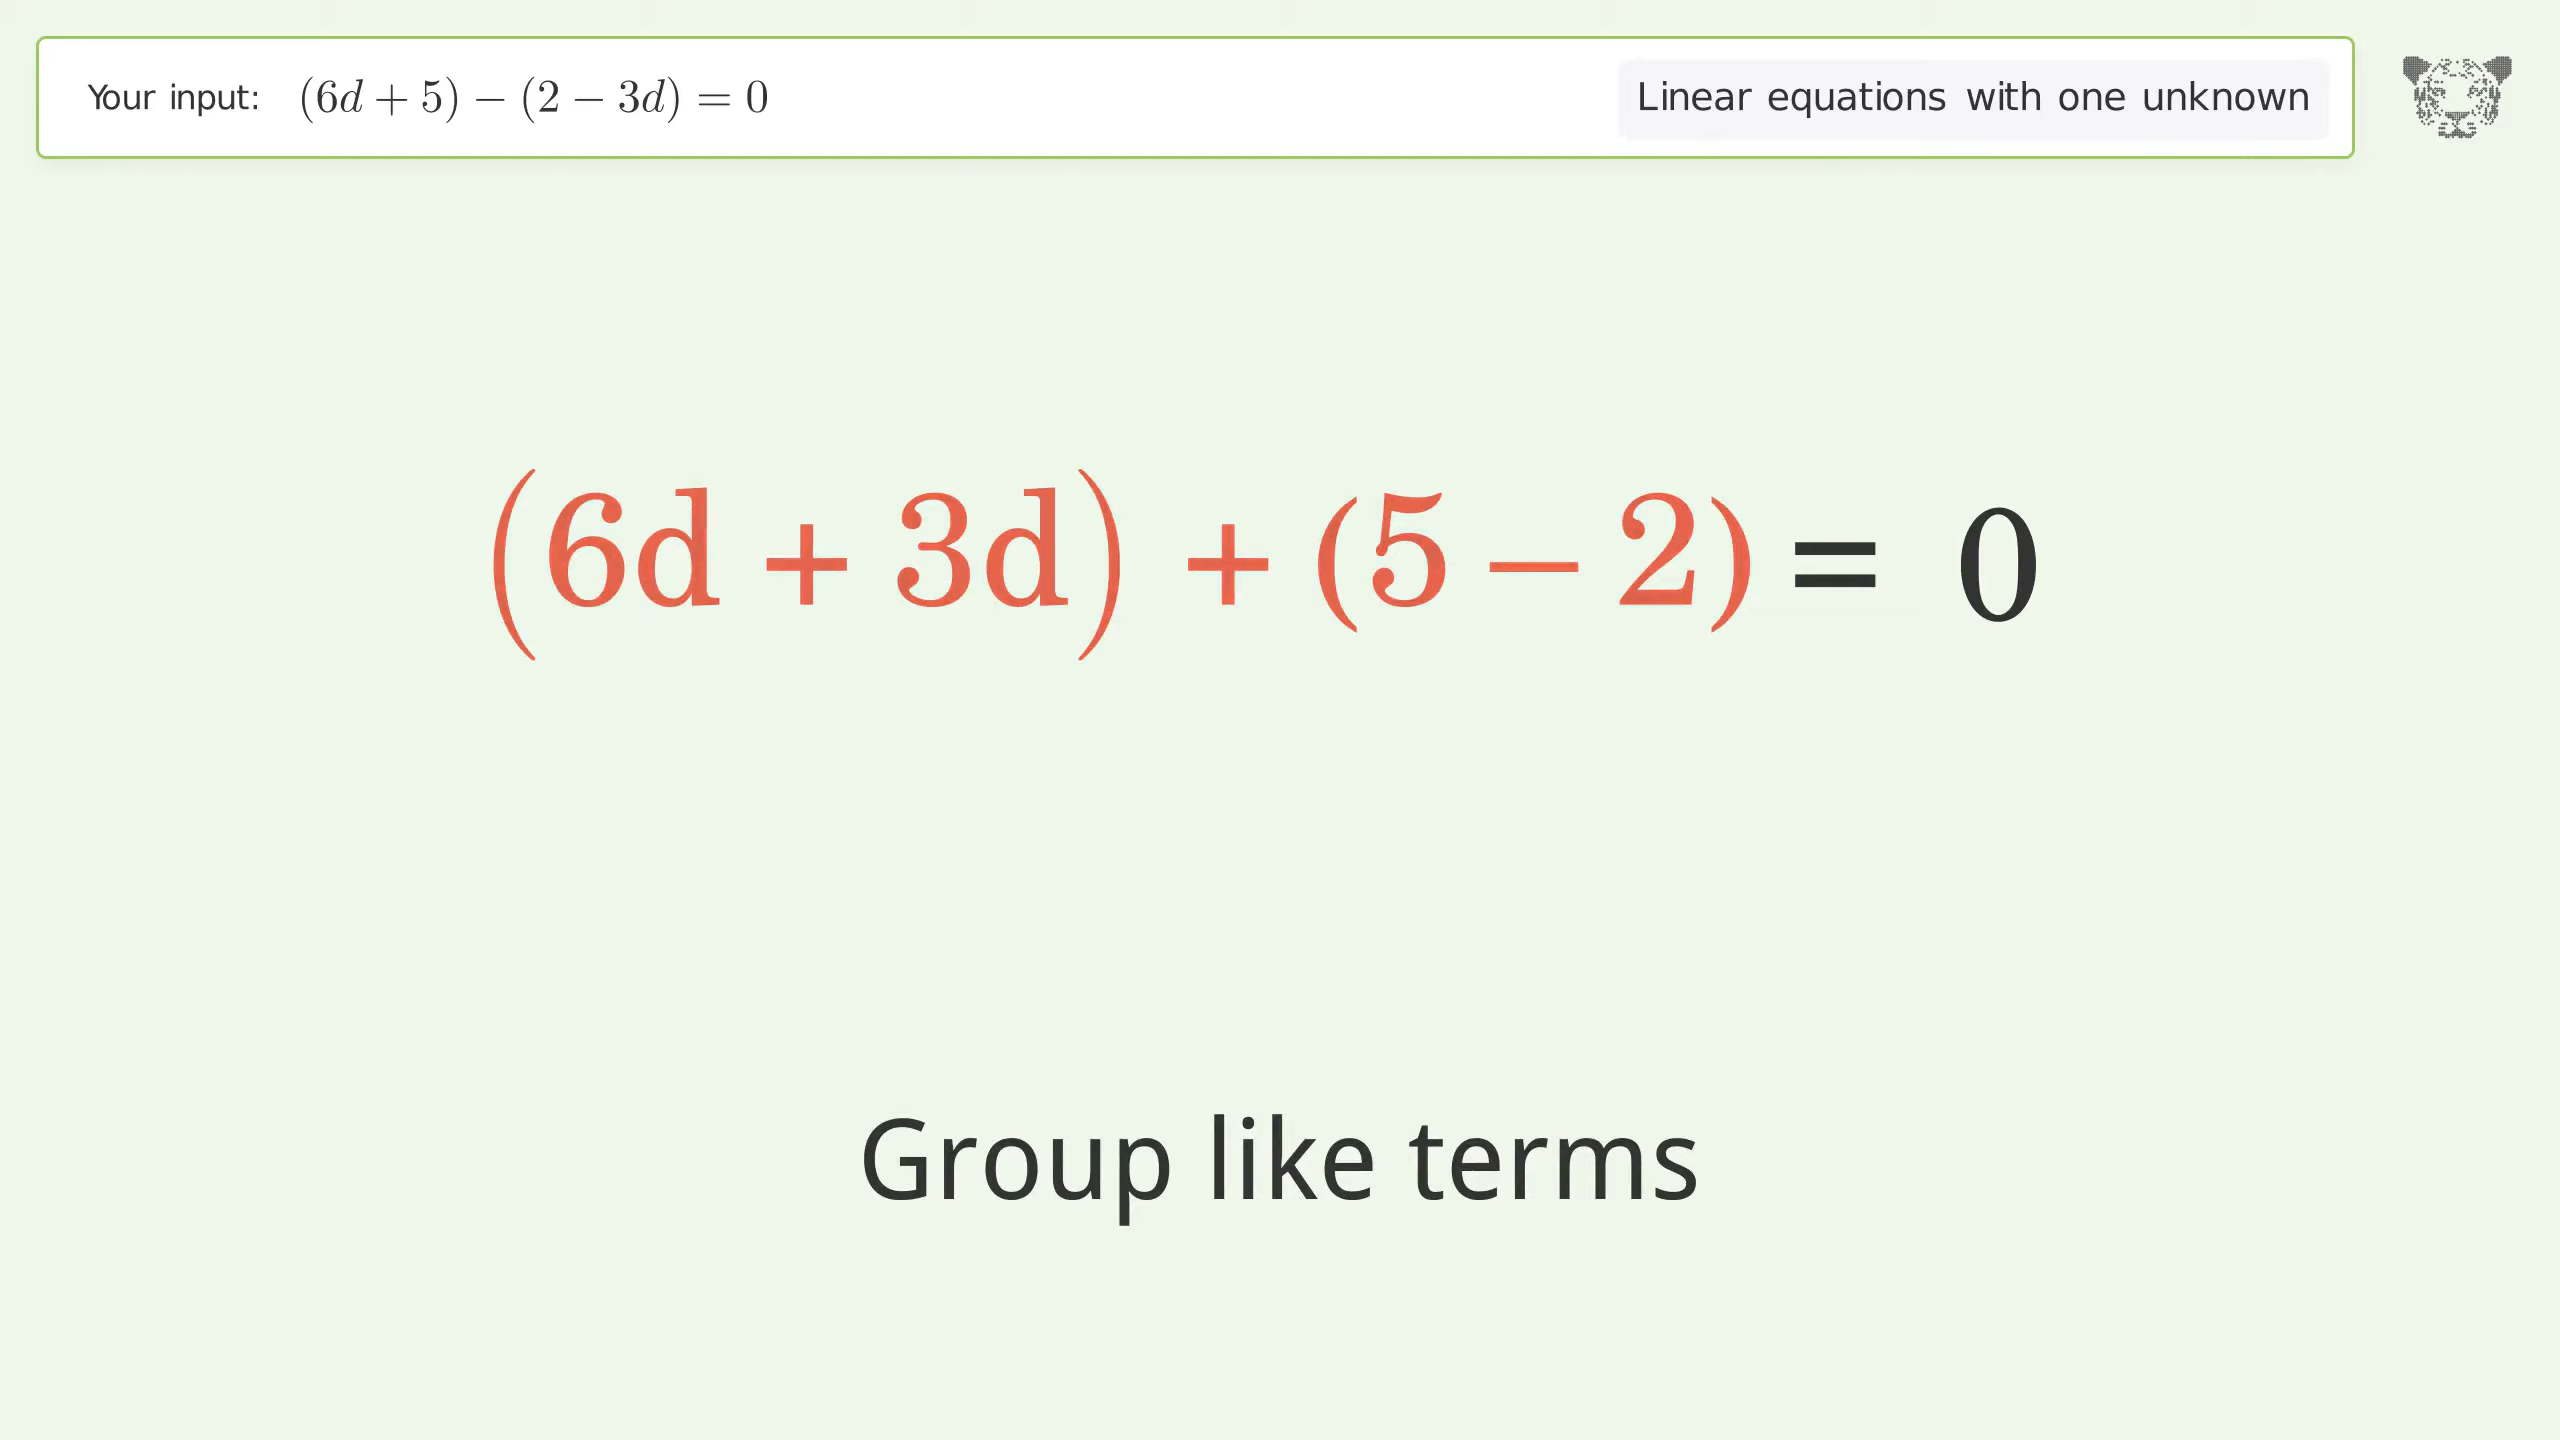 Your input: (6d + 5) − (2 − 3d) = 0
Linear equations with one unknown
(6d + 3d) + (5 − 2) = 0
Group like terms